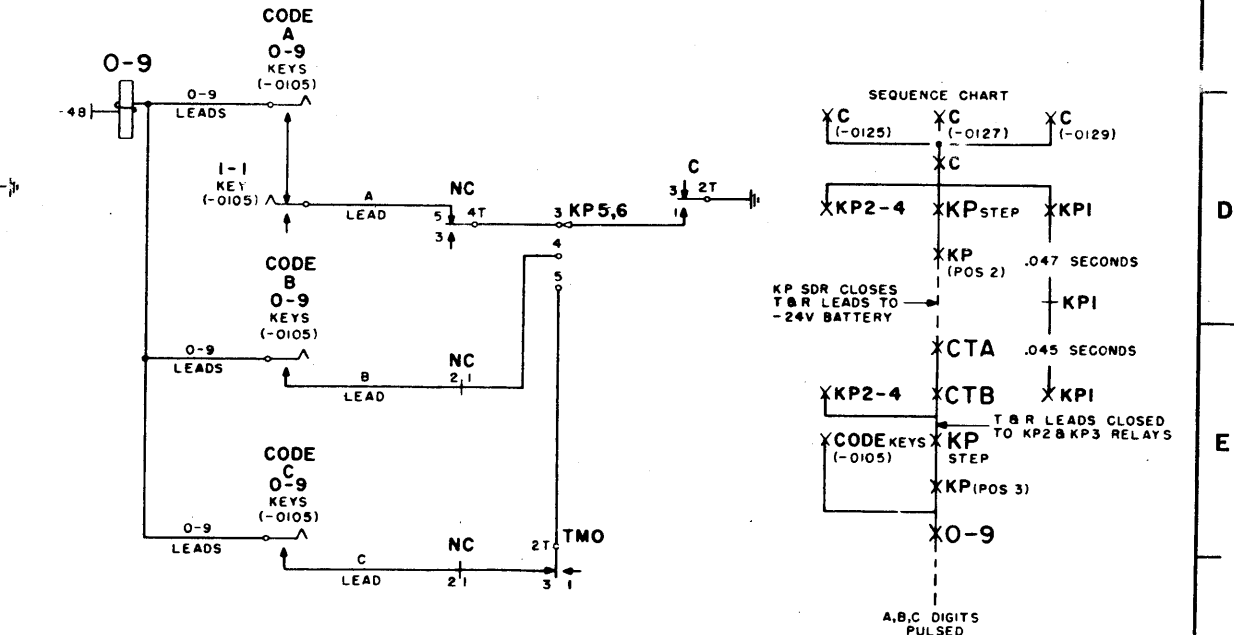 CODE
A
0-9
KEYS
(-0105)
0-9
-48
0-9
LEADS
1-1
KEY
(-0105)
A
LEAD
NC
5
4T
3
3
KP5,6
4
5
C
3
2T
1
CODE
B
0-9
KEYS
(-0105)
0-9
LEADS
B
LEAD
NC
2
1
CODE
C
0-9
KEYS
(-0105)
0-9
LEADS
C
LEAD
NC
2
1
2T
TMO
3
1
SEQUENCE CHART
C
(-0125)
C
(-0127)
C
(-0129)
C
KP2-4
KP STEP
KP1
KP
(POS 2)
.047 SECONDS
KP SDR CLOSES
T&R LEADS TO
-24V BATTERY
KP1
CTA
.045 SECONDS
KP2-4
CTB
KP1
T & R LEADS CLOSED
TO KP2 & KP3 RELAYS
CODE KEYS
(-0105)
KP
STEP
KP (POS 3)
0-9
A,B,C DIGITS
PULSED
D
E